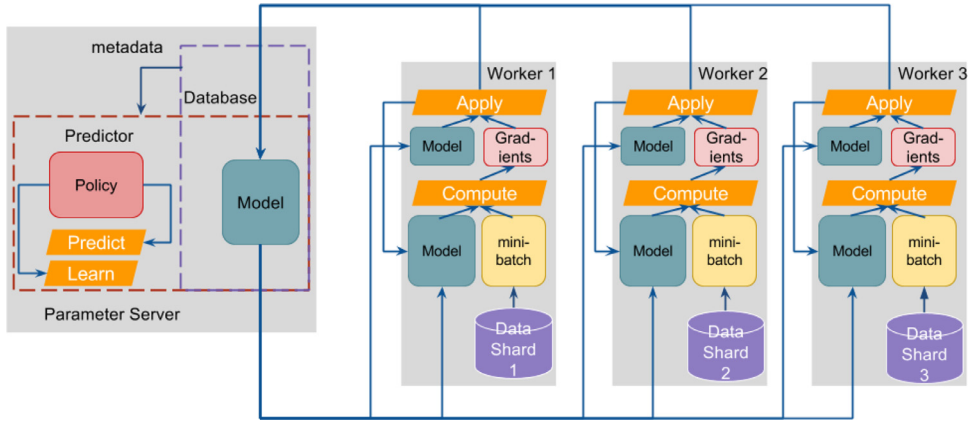 metadata
Database
Predictor
Policy
Predict
Learn
Model
Parameter Server
Worker 1
Apply
Model
Grad-
ients
Compute
Model
mini-
batch
Data
Shard
1
Worker 2
Apply
Model
Grad-
ients
Compute
Model
mini-
batch
Data
Shard
2
Worker 3
Apply
Model
Grad-
ients
Compute
Model
mini-
batch
Data
Shard
3